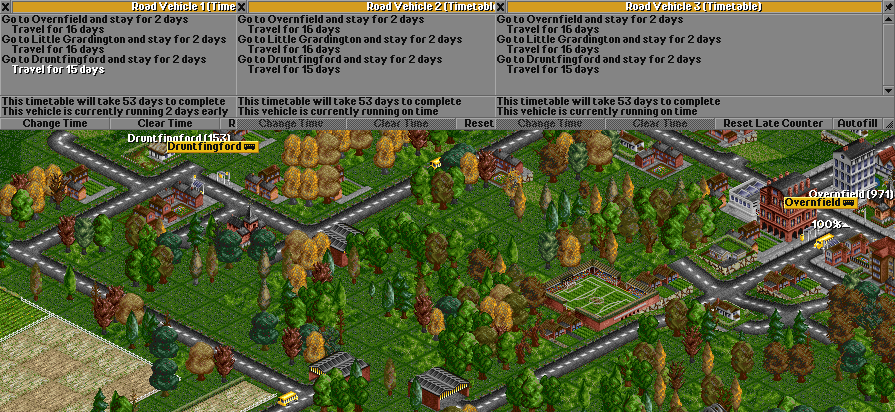 Road Vehicle 1 (Time
Go to Overnfield and stay for 2 days
Travel for 16 days
Go to Little Grardington and stay for 2 days
Travel for 16 days
Go to Druntfingford and stay for 2 days
Travel for 15 days
This timetable will take 53 days to complete
This vehicle is currently running 2 days early
Change Time
Clear Time
R
Road Vehicle 2 (Timetabl
Go to Overnfield and stay for 2 days
Travel for 16 days
Go to Little Grardington and stay for 2 days
Travel for 16 days
Go to Druntfingford and stay for 2 days
Travel for 15 days
This timetable will take 53 days to complete
This vehicle is currently running on time
Change Time
Clear Time
Reset
Road Vehicle 3 (Timetable)
Go to Overnfield and stay for 2 days
Travel for 16 days
Go to Little Grardington and stay for 2 days
Travel for 16 days
Go to Druntfingford and stay for 2 days
Travel for 15 days
This timetable will take 53 days to complete
This vehicle is currently running on time
Change Time
Clear Time
Reset Late Counter
Autofill
Druntfingford (153)
Druntfingford
Overnfield (971)
Overnfield
100%